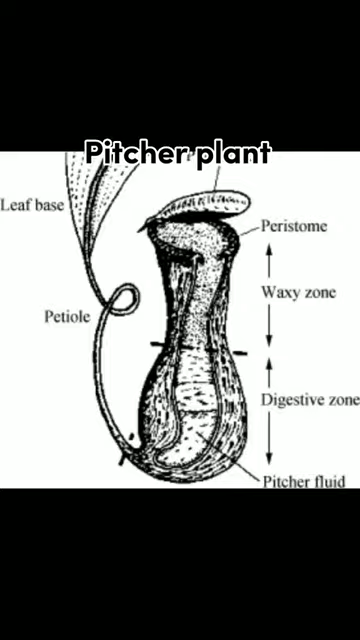 Pitcher plant
Leaf base
Peristome
Waxy zone
Petiole
Digestive zone
Pitcher fluid